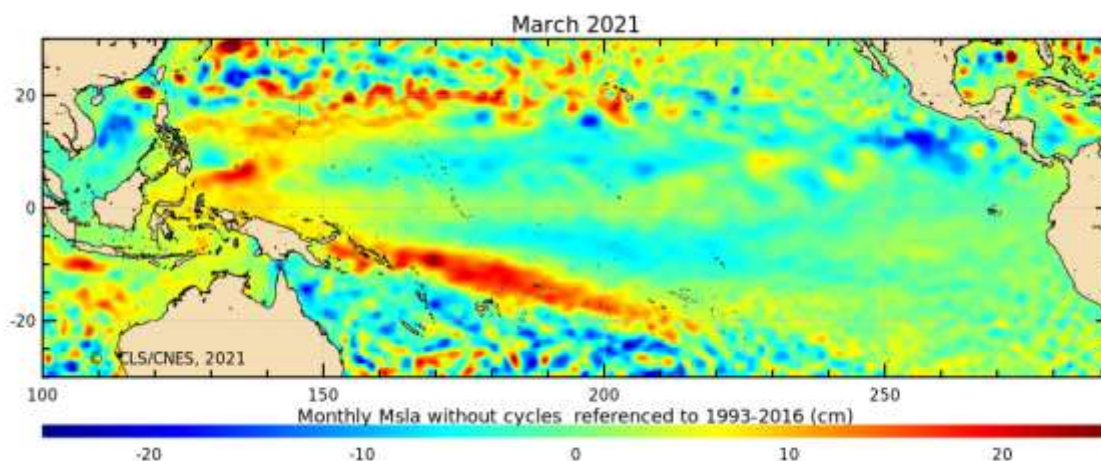 March 2021
20
0
-20
© CLS/CNES, 2021
100 150 200 250
Monthly Msla without cycles referenced to 1993-2016 (cm)
-20 -10 0 10 20